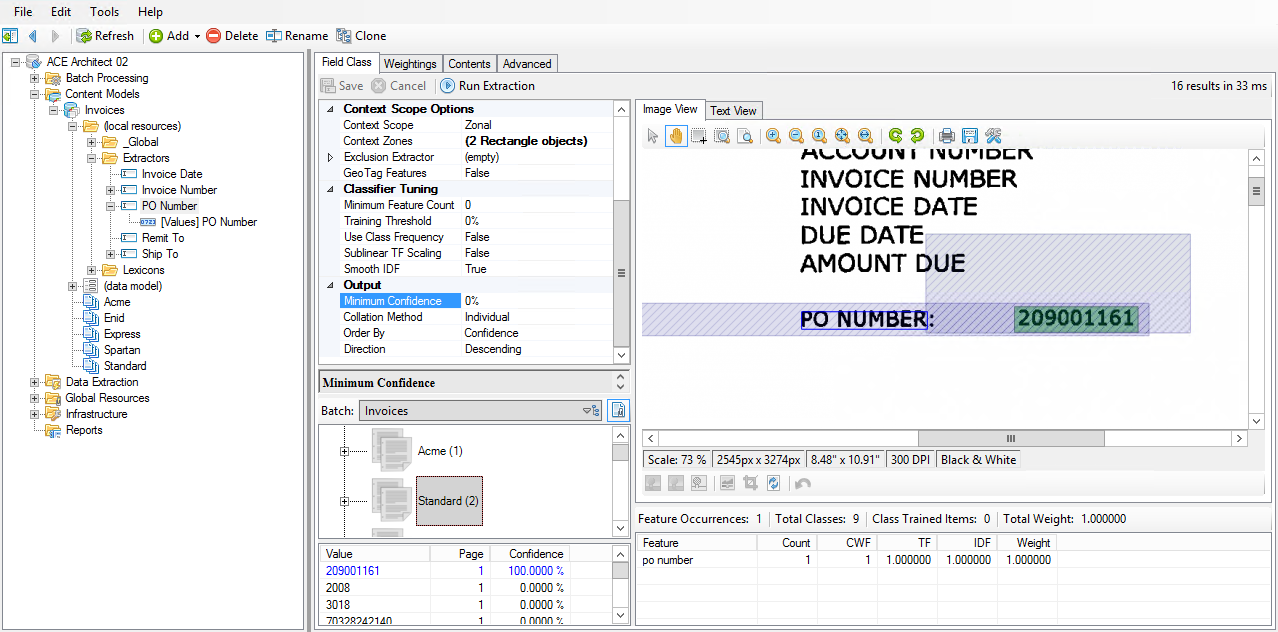 File Edit Tools Help
Refresh Add Delete Rename Clone
ACE Architect 02
Batch Processing
Content Models
Invoices
(local resources)
_Global
Extractors
Invoice Date
Invoice Number
PO Number
[Values] PO Number
Remit To
Ship To
Lexicons
(data model)
Acme
Enid
Express
Spartan
Standard
Data Extraction
Global Resources
Infrastructure
Reports
Field Class Weightings Contents Advanced
Save Cancel Run Extraction 16 results in 33 ms
Context Scope Options
Context Scope Zonal
Context Zones (2 Rectangle objects)
Exclusion Extractor (empty)
GeoTag Features False
Classifier Tuning
Minimum Feature Count 0
Training Threshold 0%
Use Class Frequency False
Sublinear TF Scaling False
Smooth IDF True
Output
Minimum Confidence 0%
Collation Method Individual
Order By Confidence
Direction Descending
Minimum Confidence
Batch: Invoices
Acme (1)
Standard (2)
Value Page Confidence
209001161 1 100.0000 %
2008 1 0.0000 %
3018 1 0.0000 %
70328242140 1 0.0000 %
Image View Text View
ACCOUNT NUMBER
INVOICE NUMBER
INVOICE DATE
DUE DATE
AMOUNT DUE
PO NUMBER: 209001161
Scale: 73 % 2545px x 3274px 8.48" x 10.91" 300 DPI Black & White
Feature Occurrences: 1 Total Classes: 9 Class Trained Items: 0 Total Weight: 1.000000
Feature Count CWF TF IDF Weight
po number 1 1 1.000000 1.000000 1.000000